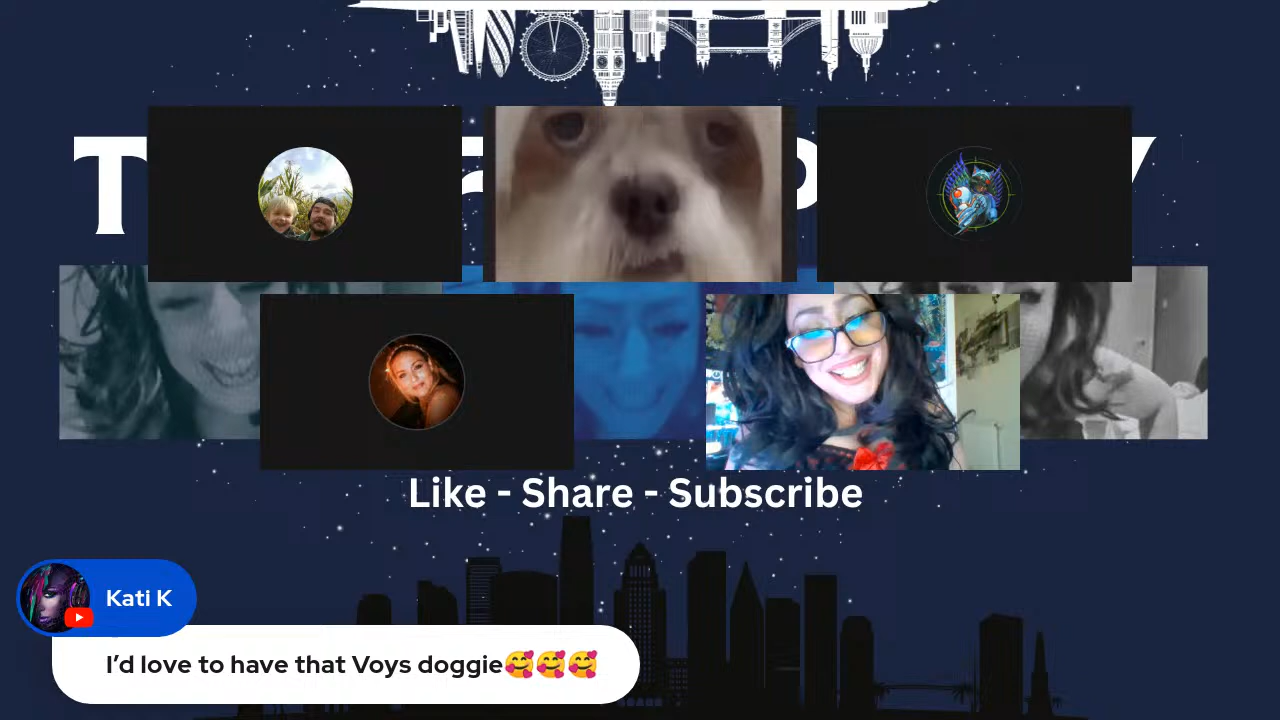 Like - Share - Subscribe
Kati K
I’d love to have that Voys doggie🥰🥰🥰